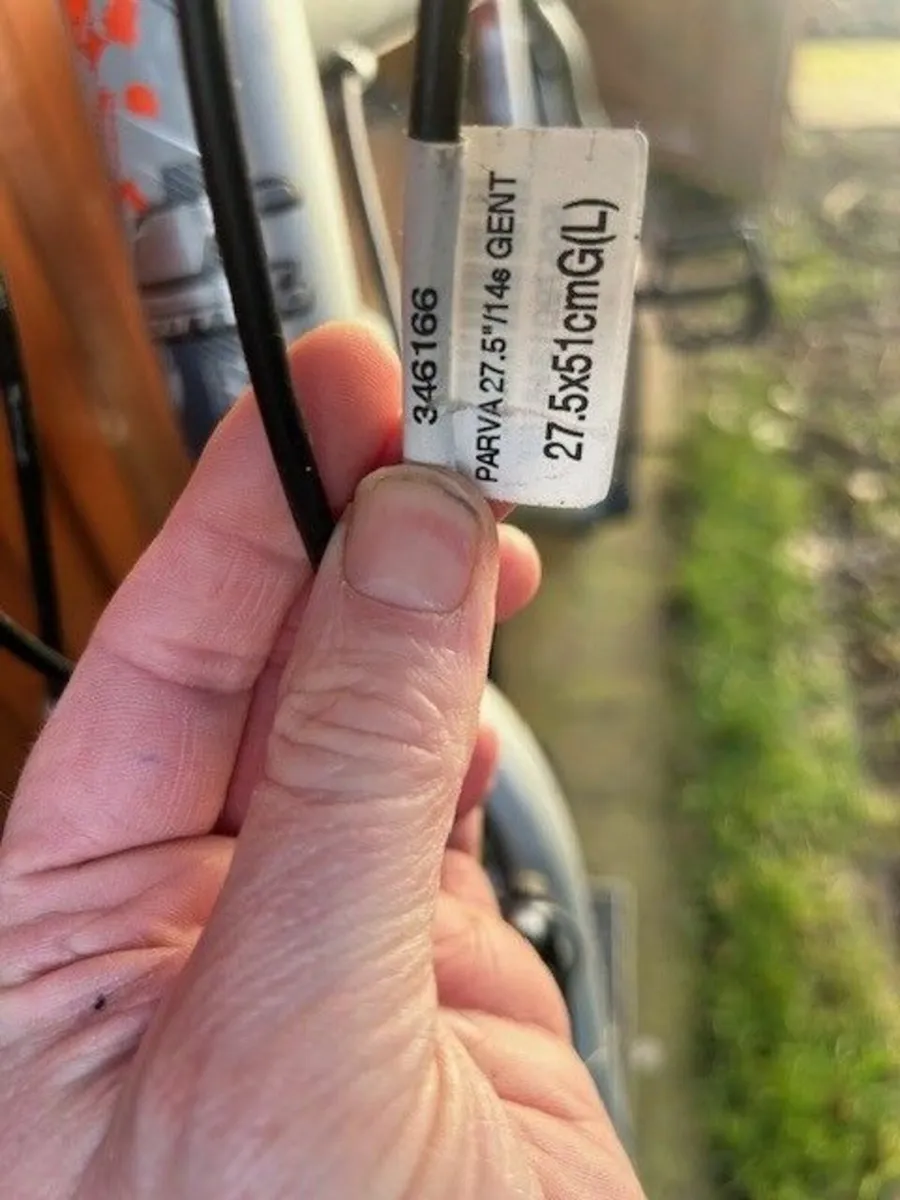 346166
PARVA 27.5"/14s GENT
27.5x51cmG(L)